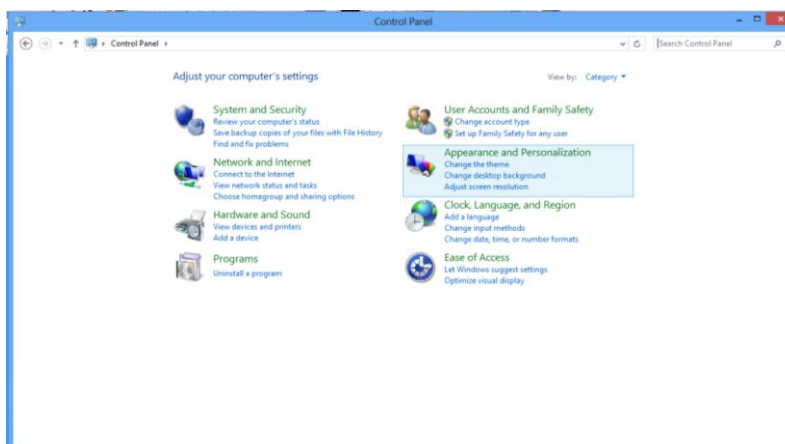 Control Panel
Control Panel
Search Control Panel
Adjust your computer's settings
View by: Category
System and Security
Review your computer's status
Save backup copies of your files with File History
Find and fix problems
Network and Internet
Connect to the Internet
View network status and tasks
Choose homegroup and sharing options
Hardware and Sound
View devices and printers
Add a device
Programs
Uninstall a program
User Accounts and Family Safety
Change account type
Set up Family Safety for any user
Appearance and Personalization
Change the theme
Change desktop background
Adjust screen resolution
Clock, Language, and Region
Add a language
Change input methods
Change date, time, or number formats
Ease of Access
Let Windows suggest settings
Optimize visual display